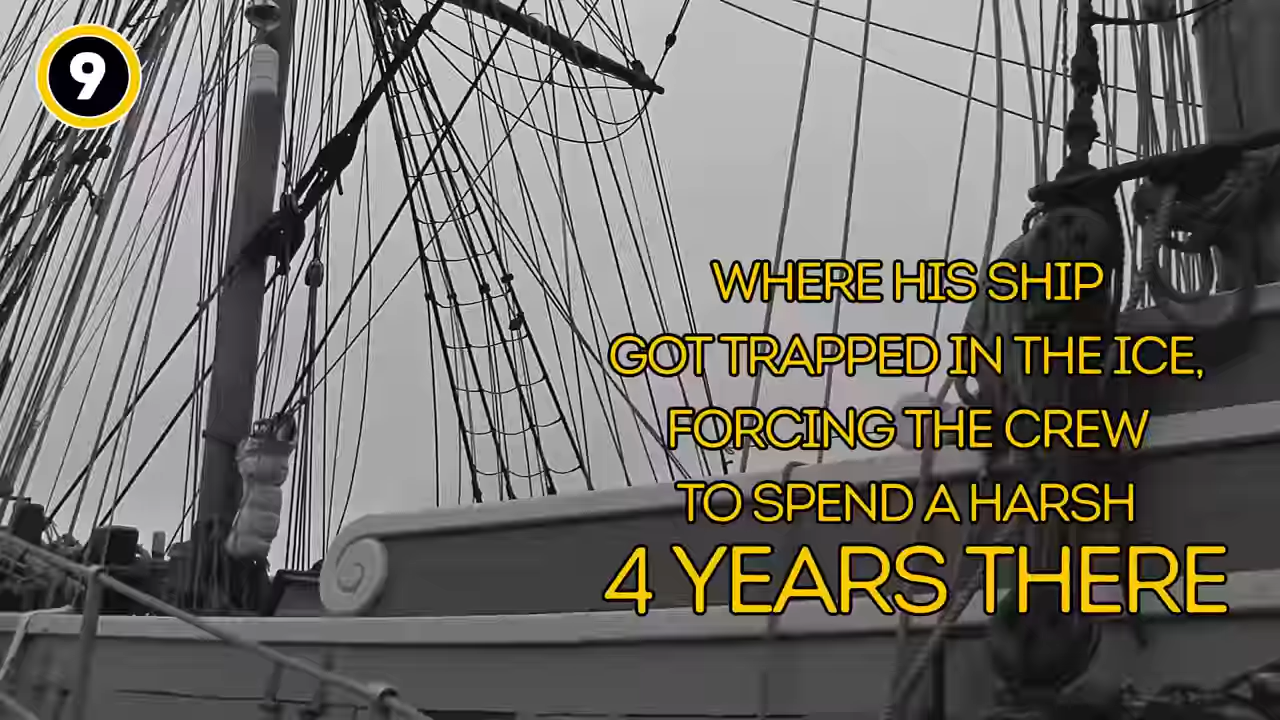 9
WHERE HIS SHIP
GOT TRAPPED IN THE ICE,
FORCING THE CREW
TO SPEND A HARSH
4 YEARS THERE